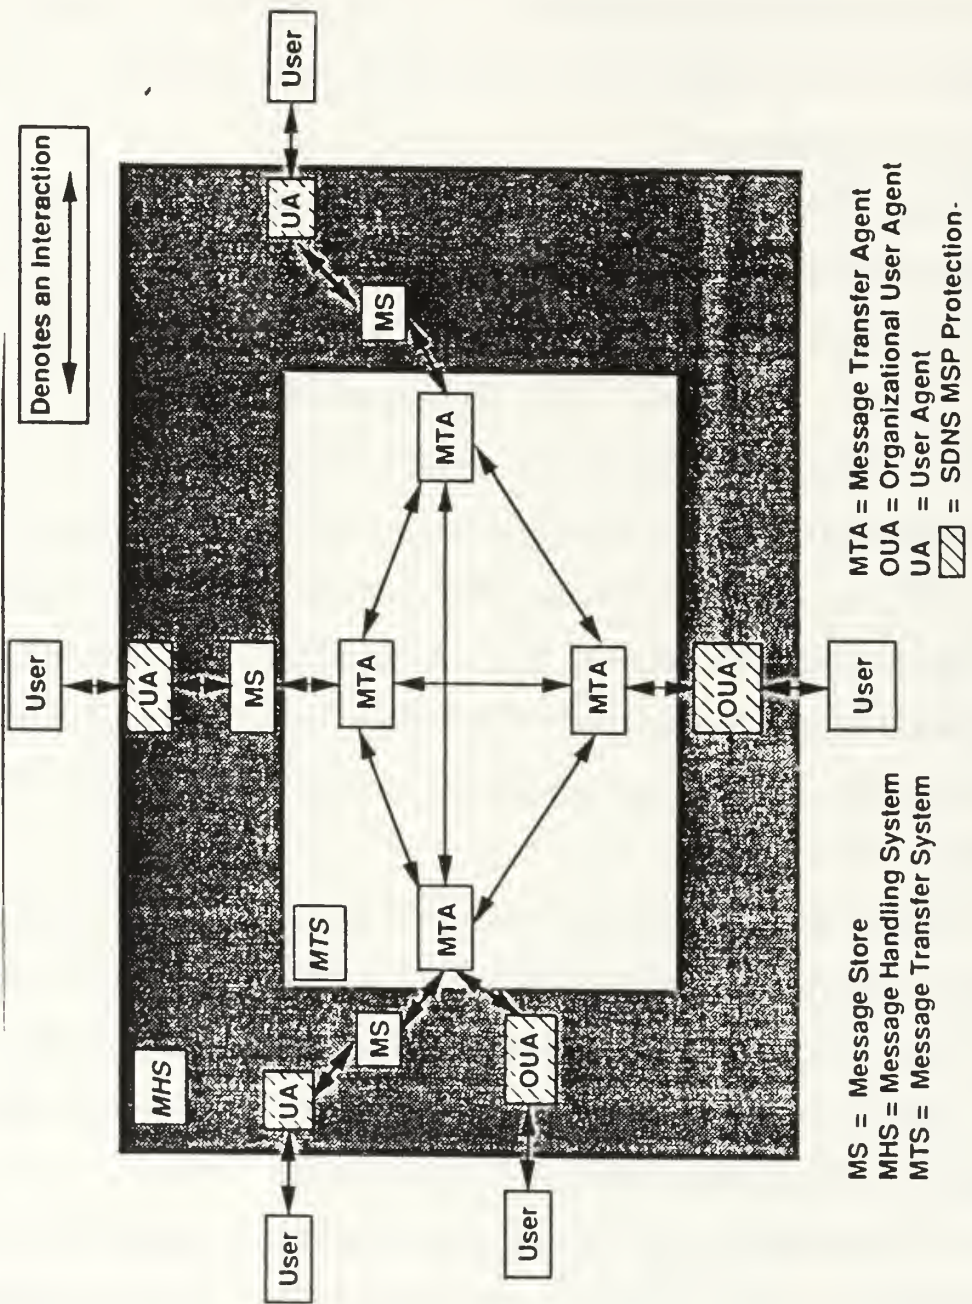 Denotes an Interaction
User
MHS
UA
MS
User
UA
UA
User
MTS
MTA
MS
MS
MTA
MTA
User
OUA
MTA
OUA
User
MS = Message Store
MHS = Message Handling System
MTS = Message Transfer System
MTA = Message Transfer Agent
OUA = Organizational User Agent
UA = User Agent
= SDNS MSP Protection.